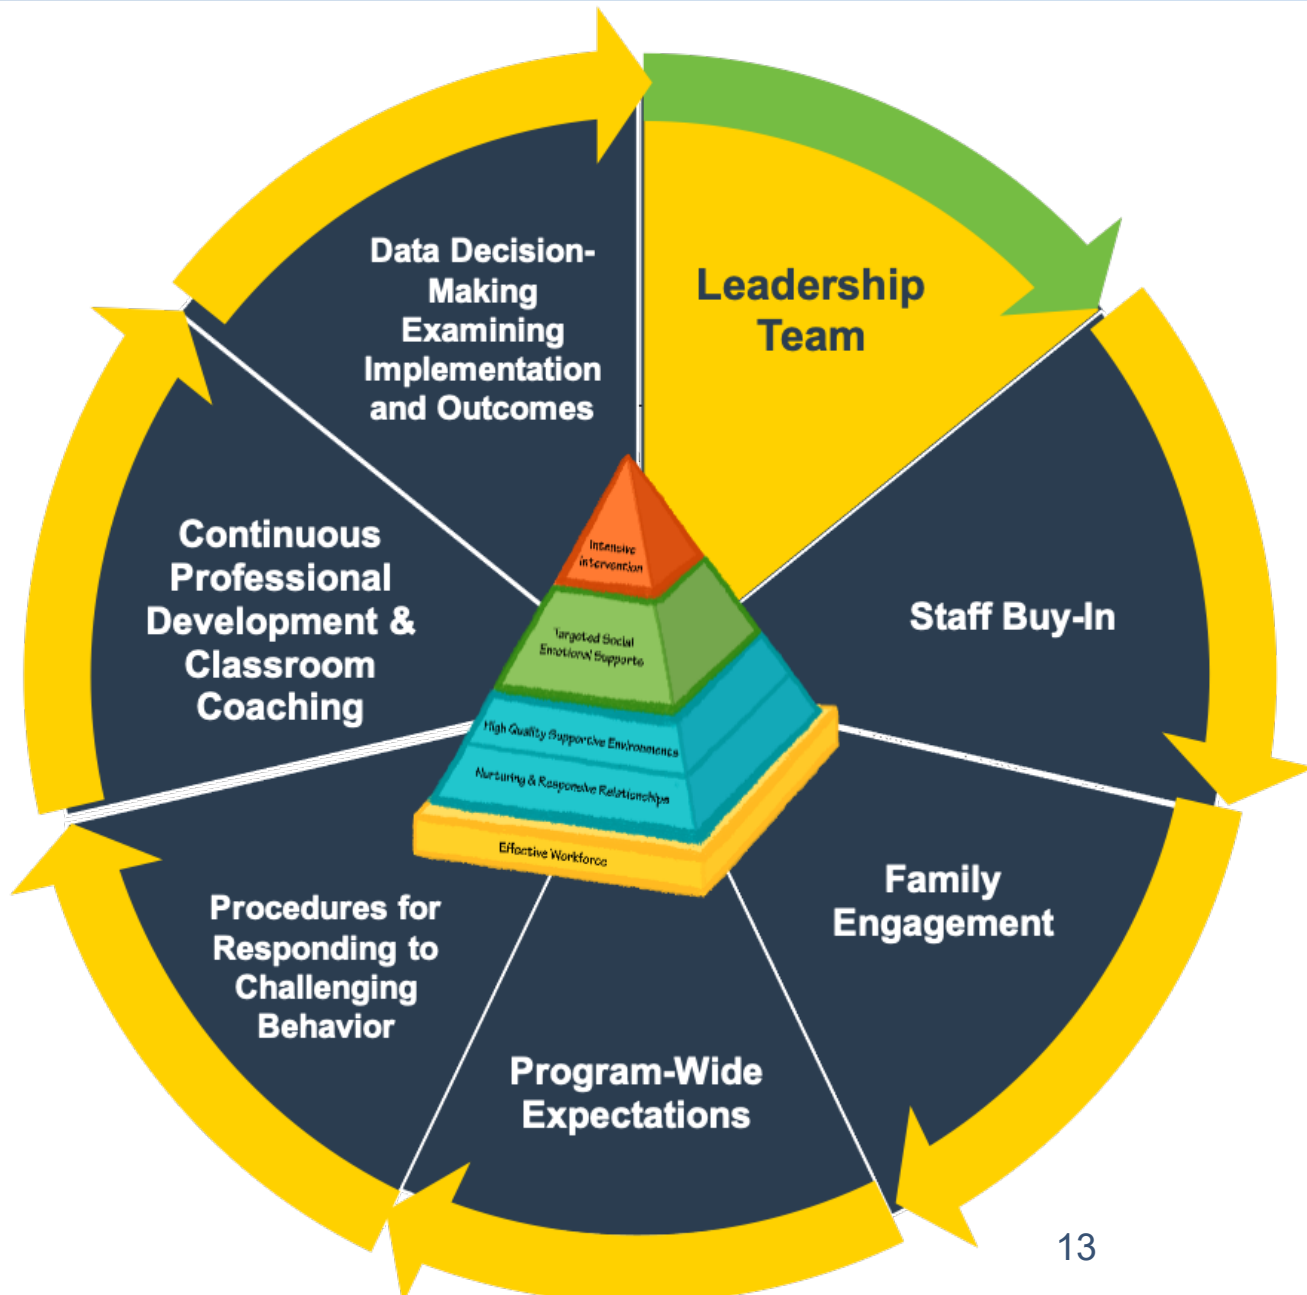 Leadership
Team
Staff Buy-In
Family
Engagement
Program-Wide
Expectations
Procedures for
Responding to
Challenging
Behavior
Continuous
Professional
Development &
Classroom
Coaching
Data Decision-
Making
Examining
Implementation
and Outcomes
Intensive
Intervention
Targeted Social
Emotional Supports
High Quality Supportive Environments
Nurturing & Responsive Relationships
Effective Workforce
13